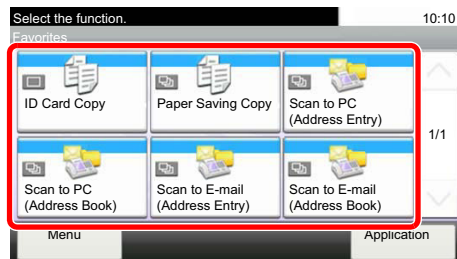 Select the function.
10:10
Favorites
ID Card Copy
Paper Saving Copy
Scan to PC
(Address Entry)
1/1
Scan to PC
(Address Book)
Scan to E-mail
(Address Entry)
Scan to E-mail
(Address Book)
Menu
Application